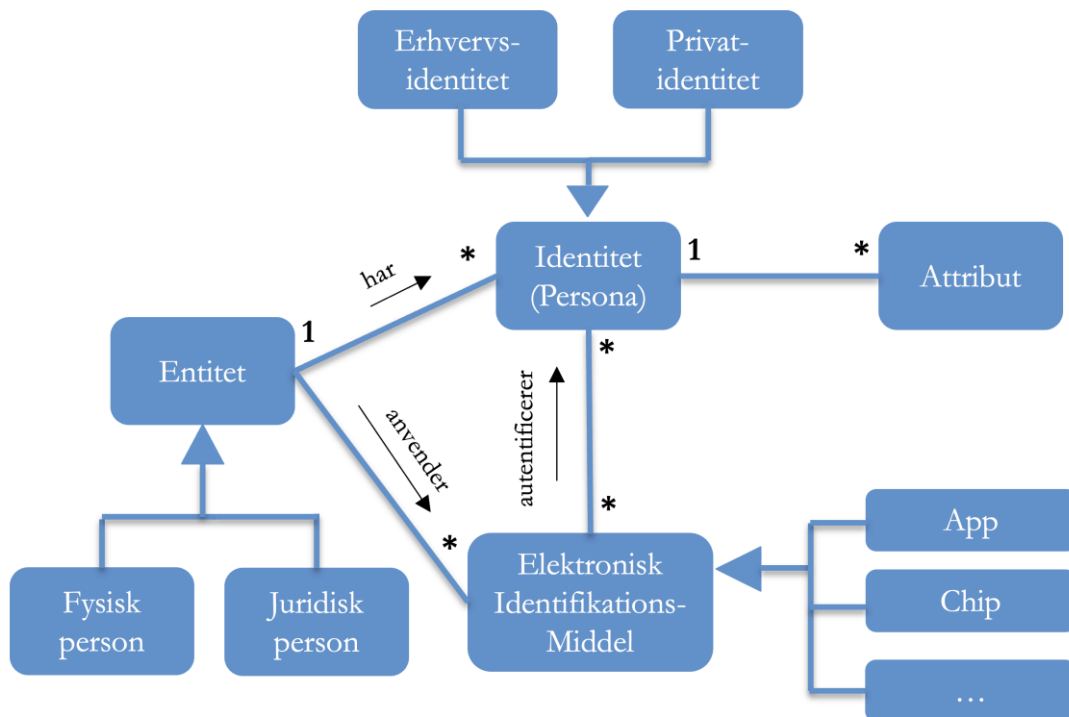 Erhvervs-
identitet
Privat-
identitet
Identitet
(Persona)
1
*
Attribut
*
har
1
Entitet
anvender
*
autentificerer
*
*
Elektronisk
Identifikations-
Middel
Fysisk
person
Juridisk
person
App
Chip
…